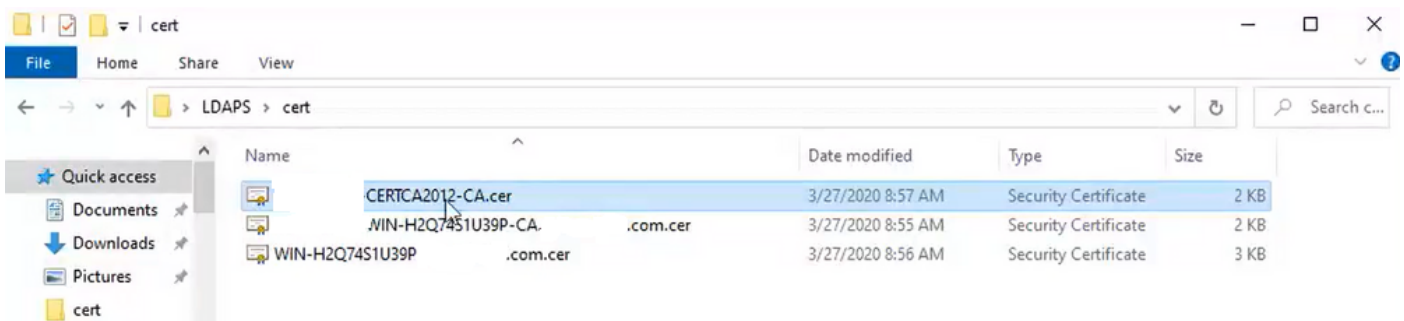 cert
File Home Share View
LDAPS > cert Search c...
Name Date modified Type Size
Quick access
-CERTCA2012-CA.cer 3/27/2020 8:57 AM Security Certificate 2 KB
Documents
WIN-H2Q74S1U39P-CA. .com.cer 3/27/2020 8:55 AM Security Certificate 2 KB
Downloads
WIN-H2Q74S1U39P .com.cer 3/27/2020 8:56 AM Security Certificate 3 KB
Pictures
cert